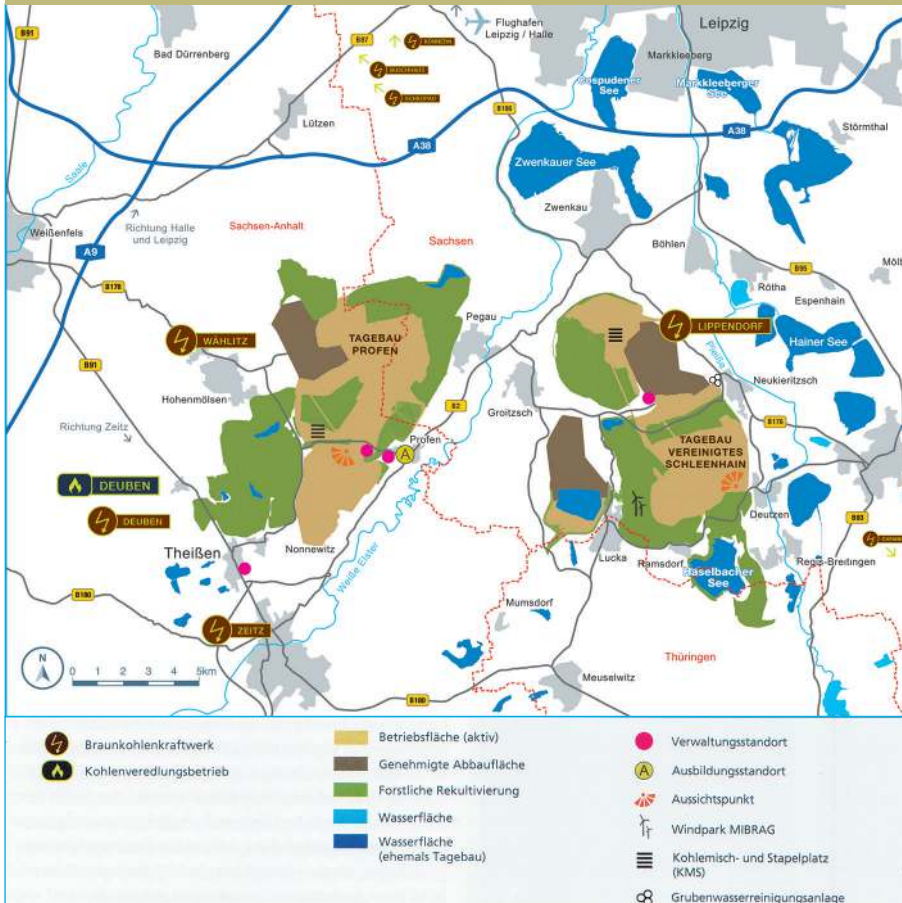 B91
Bad Dürrenberg
B87
Flughafen
Leipzig / Halle
Leipzig
Markkleeberg
SCHKOPAU
Cospudener
See
Markkleeberger
See
Lützen
B186
A38
A38
Störmthal
Saale
Zwenkauer See
Zwenkau
Weißenfels
Richtung Halle
und Leipzig
Sachsen-Anhalt
Sachsen
Böhlen
A9
B95
Rötha
Espenhain
B176
Pegau
WÄHLITZ
TAGEBAU
PROFEN
LIPPENDORF
Pleiße
Hainer See
B91
Hohenmölsen
B2
Groitzsch
Neukieritzsch
Richtung Zeitz
Profen
A
B176
TAGEBAU
VEREINIGTES
SCHLEENHAIN
DEUBEN
DEUBEN
Deutzen
B93
Nonnewitz
Theißen
Weiße Elster
Lucka
Ramsdorf
Regis-Breitingen
Haselbacher
See
B180
Mumsdorf
ZEITZ
Thüringen
N
0 1 2 3 4 5km
B180
Meuselwitz
Braunkohlenkraftwerk
Kohlenveredlungsbetrieb
Betriebsfläche (aktiv)
Genehmigte Abbaufläche
Forstliche Rekultivierung
Wasserfläche
Wasserfläche
(ehemals Tagebau)
Verwaltungsstandort
A Ausbildungsstandort
Aussichtspunkt
Windpark MIBRAG
Kohlemisch- und Stapelplatz
(KMS)
Grubenwasserreinigungsanlage